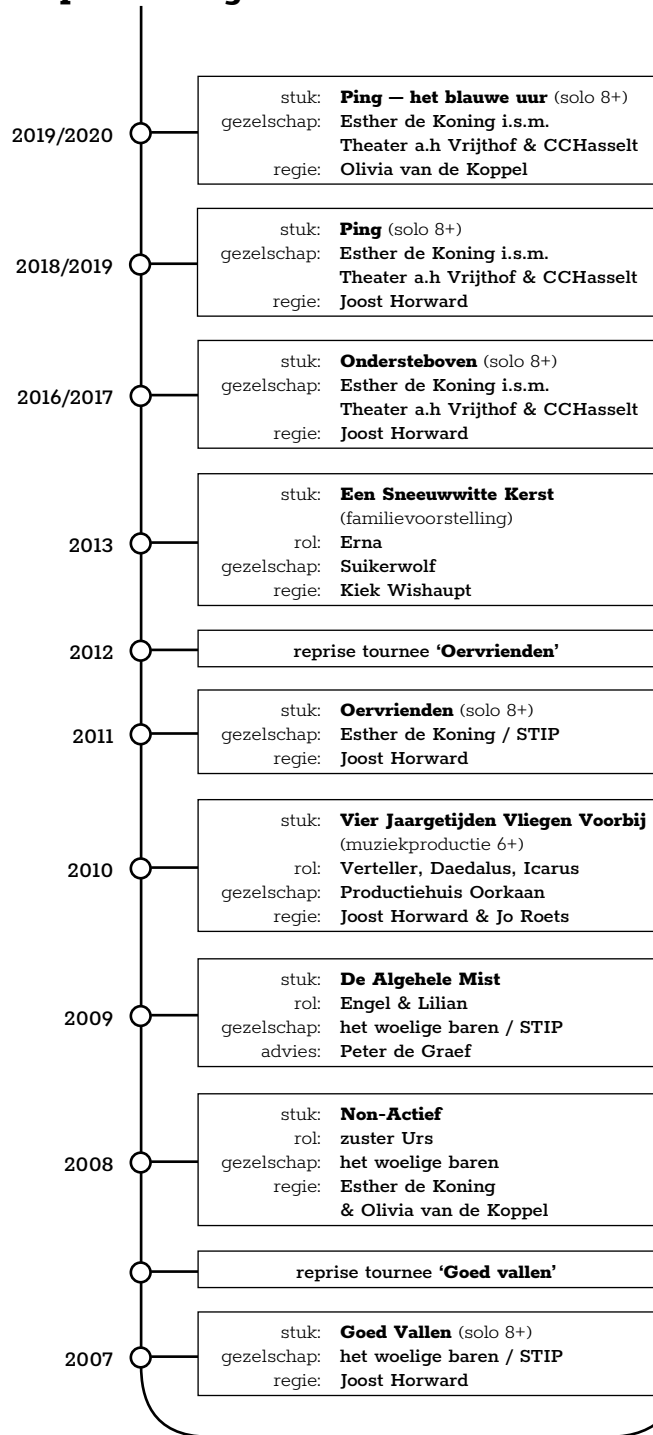 2019/2020
stuk: Ping — het blauwe uur (solo 8+)
gezelschap: Esther de Koning i.s.m.
Theater a.h Vrijthof & CCHasselt
regie: Olivia van de Koppel
2018/2019
stuk: Ping (solo 8+)
gezelschap: Esther de Koning i.s.m.
Theater a.h Vrijthof & CCHasselt
regie: Joost Horward
2016/2017
stuk: Ondersteboven (solo 8+)
gezelschap: Esther de Koning i.s.m.
Theater a.h Vrijthof & CCHasselt
regie: Joost Horward
2013
stuk: Een Sneeuwwitte Kerst
(familievoorstelling)
rol: Erna
gezelschap: Suikerwolf
regie: Kiek Wishaupt
2012
reprise tournee ‘Oervrienden’
2011
stuk: Oervrienden (solo 8+)
gezelschap: Esther de Koning / STIP
regie: Joost Horward
2010
stuk: Vier Jaargetijden Vliegen Voorbij
(muziekproductie 6+)
rol: Verteller, Daedalus, Icarus
gezelschap: Productiehuis Oorkaan
regie: Joost Horward & Jo Roets
2009
stuk: De Algehele Mist
rol: Engel & Lilian
gezelschap: het woelige baren / STIP
advies: Peter de Graef
2008
stuk: Non-Actief
rol: zuster Urs
gezelschap: het woelige baren
regie: Esther de Koning
& Olivia van de Koppel
reprise tournee ‘Goed vallen’
2007
stuk: Goed Vallen (solo 8+)
gezelschap: het woelige baren / STIP
regie: Joost Horward